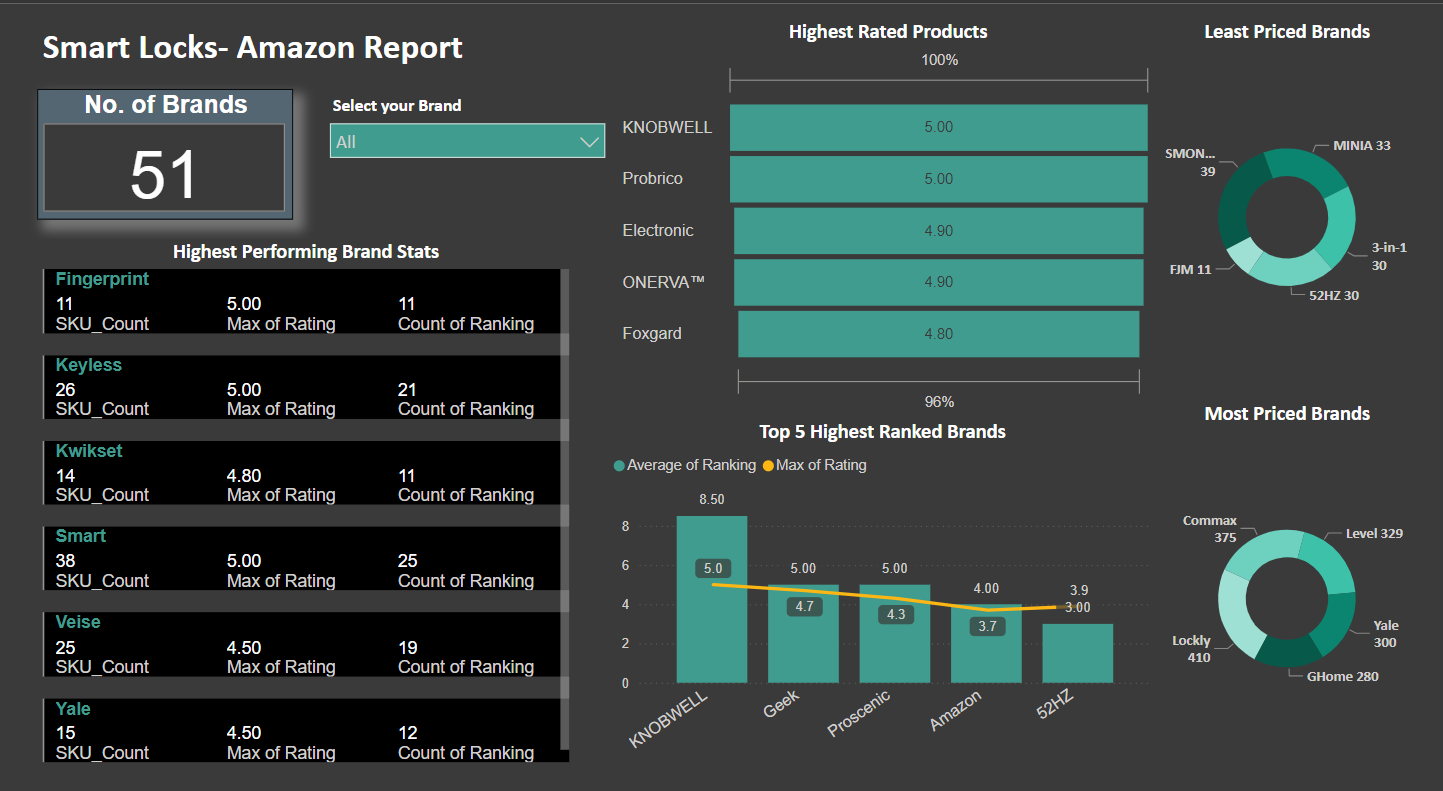 Smart Locks- Amazon Report
No. of Brands
51
Select your Brand
All
Highest Performing Brand Stats
Fingerprint
11 5.00 11
SKU_Count Max of Rating Count of Ranking
Keyless
26 5.00 21
SKU_Count Max of Rating Count of Ranking
Kwikset
14 4.80 11
SKU_Count Max of Rating Count of Ranking
Smart
38 5.00 25
SKU_Count Max of Rating Count of Ranking
Veise
25 4.50 19
SKU_Count Max of Rating Count of Ranking
Yale
15 4.50 12
SKU_Count Max of Rating Count of Ranking
Highest Rated Products
100%
KNOBWELL 5.00
Probrico 5.00
Electronic 4.90
ONERVA™ 4.90
Foxgard 4.80
96%
Top 5 Highest Ranked Brands
Average of Ranking Max of Rating
8
6
4
2
0
8.50
5.00
5.00
4.00
3.00
5.0
4.7
4.3
3.7
3.9
KNOBWELL
Geek
Proscenic
Amazon
52HZ
Least Priced Brands
MINIA 33
3-in-1
30
52HZ 30
FJM 11
SMON...
39
Most Priced Brands
Level 329
Yale
300
GHome 280
Lockly
410
Commax
375